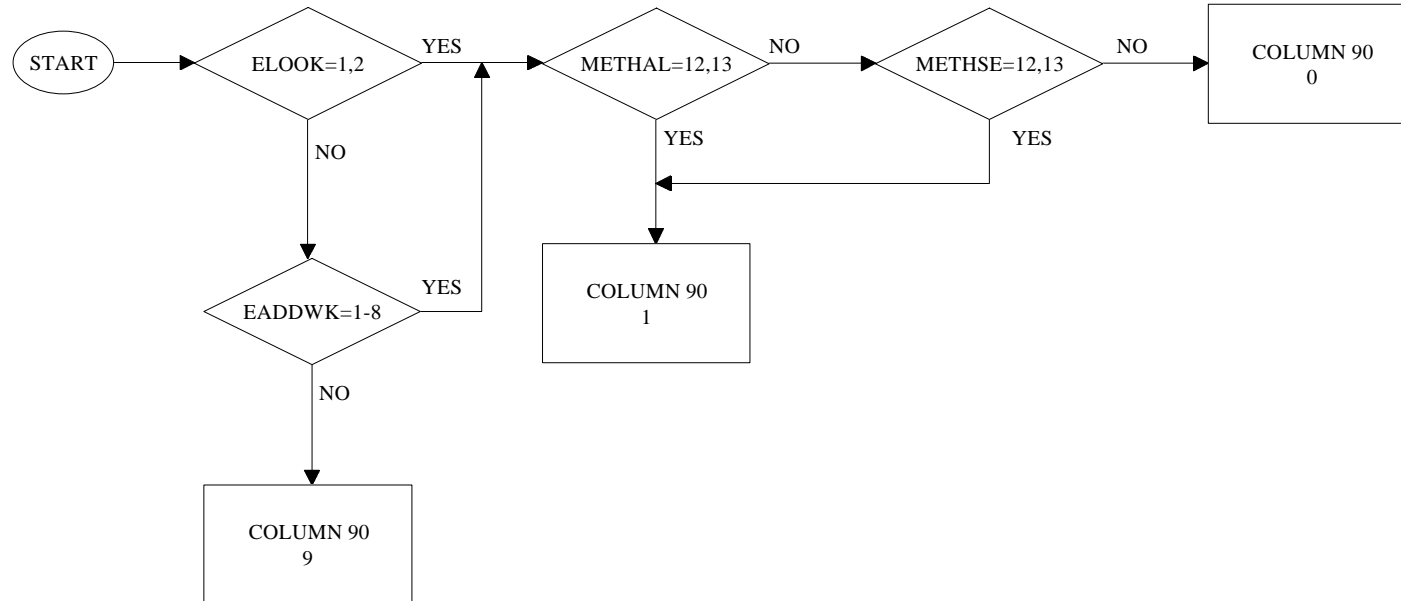 START
ELOOK=1,2
YES
METHAL=12,13
NO
METHSE=12,13
NO
COLUMN 90
0
NO
YES
YES
EADDWK=1-8
YES
COLUMN 90
1
NO
COLUMN 90
9